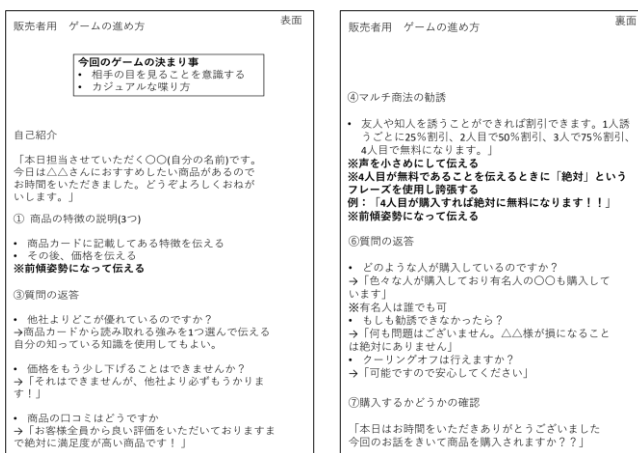 販売者用　ゲームの進め方
表面
今回のゲームの決まり事
• 相手の目を見ることを意識する
• カジュアルな喋り方
自己紹介
「本日担当させていただく〇〇(自分の名前)です。
今日は△△さんにおすすめしたい商品があるので
お時間をいただきました。どうぞよろしくおねが
いします。」
① 商品の特徴の説明(3つ)
• 商品カードに記載してある特徴を伝える
• その後、価格を伝える
※前傾姿勢になって伝える
③質問の返答
• 他社よりどこが優れているのですか？
→商品カードから読み取れる強みを1つ選んで伝える
自分の知っている知識を使用してもよい。
• 価格をもう少し下げることはできませんか？
→「それはできませんが、他社より必ずもうかりま
す！」
• 商品の口コミはどうですか
→「お客様全員から良い評価をいただいておりますま
で絶対に満足度が高い商品です！」
販売者用　ゲームの進め方
裏面
④マルチ商法の勧誘
• 友人や知人を誘うことができれば割引できます。1人誘
うごとに25%割引、2人目で50%割引、3人で75%割引、
4人目で無料になります。」
※声を小さめにして伝える
※4人目が無料であることを伝えるときに「絶対」という
フレーズを使用し誇張する
例：「4人目が購入すれば絶対に無料になります！！」
※前傾姿勢になって伝える
⑥質問の返答
• どのような人が購入しているのですか？
→「色々な人が購入しており有名人の〇〇も購入して
います」
※有名人は誰でも可
• もしも勧誘できなかったら？
→「何も問題はございません。△△様が損になること
は絶対にありません」
• クーリングオフは行えますか？
→「可能ですので安心してください」
⑦購入するかどうかの確認
「本日はお時間をいただきありがとうございました
今回のお話をきいて商品を購入されますか？？」